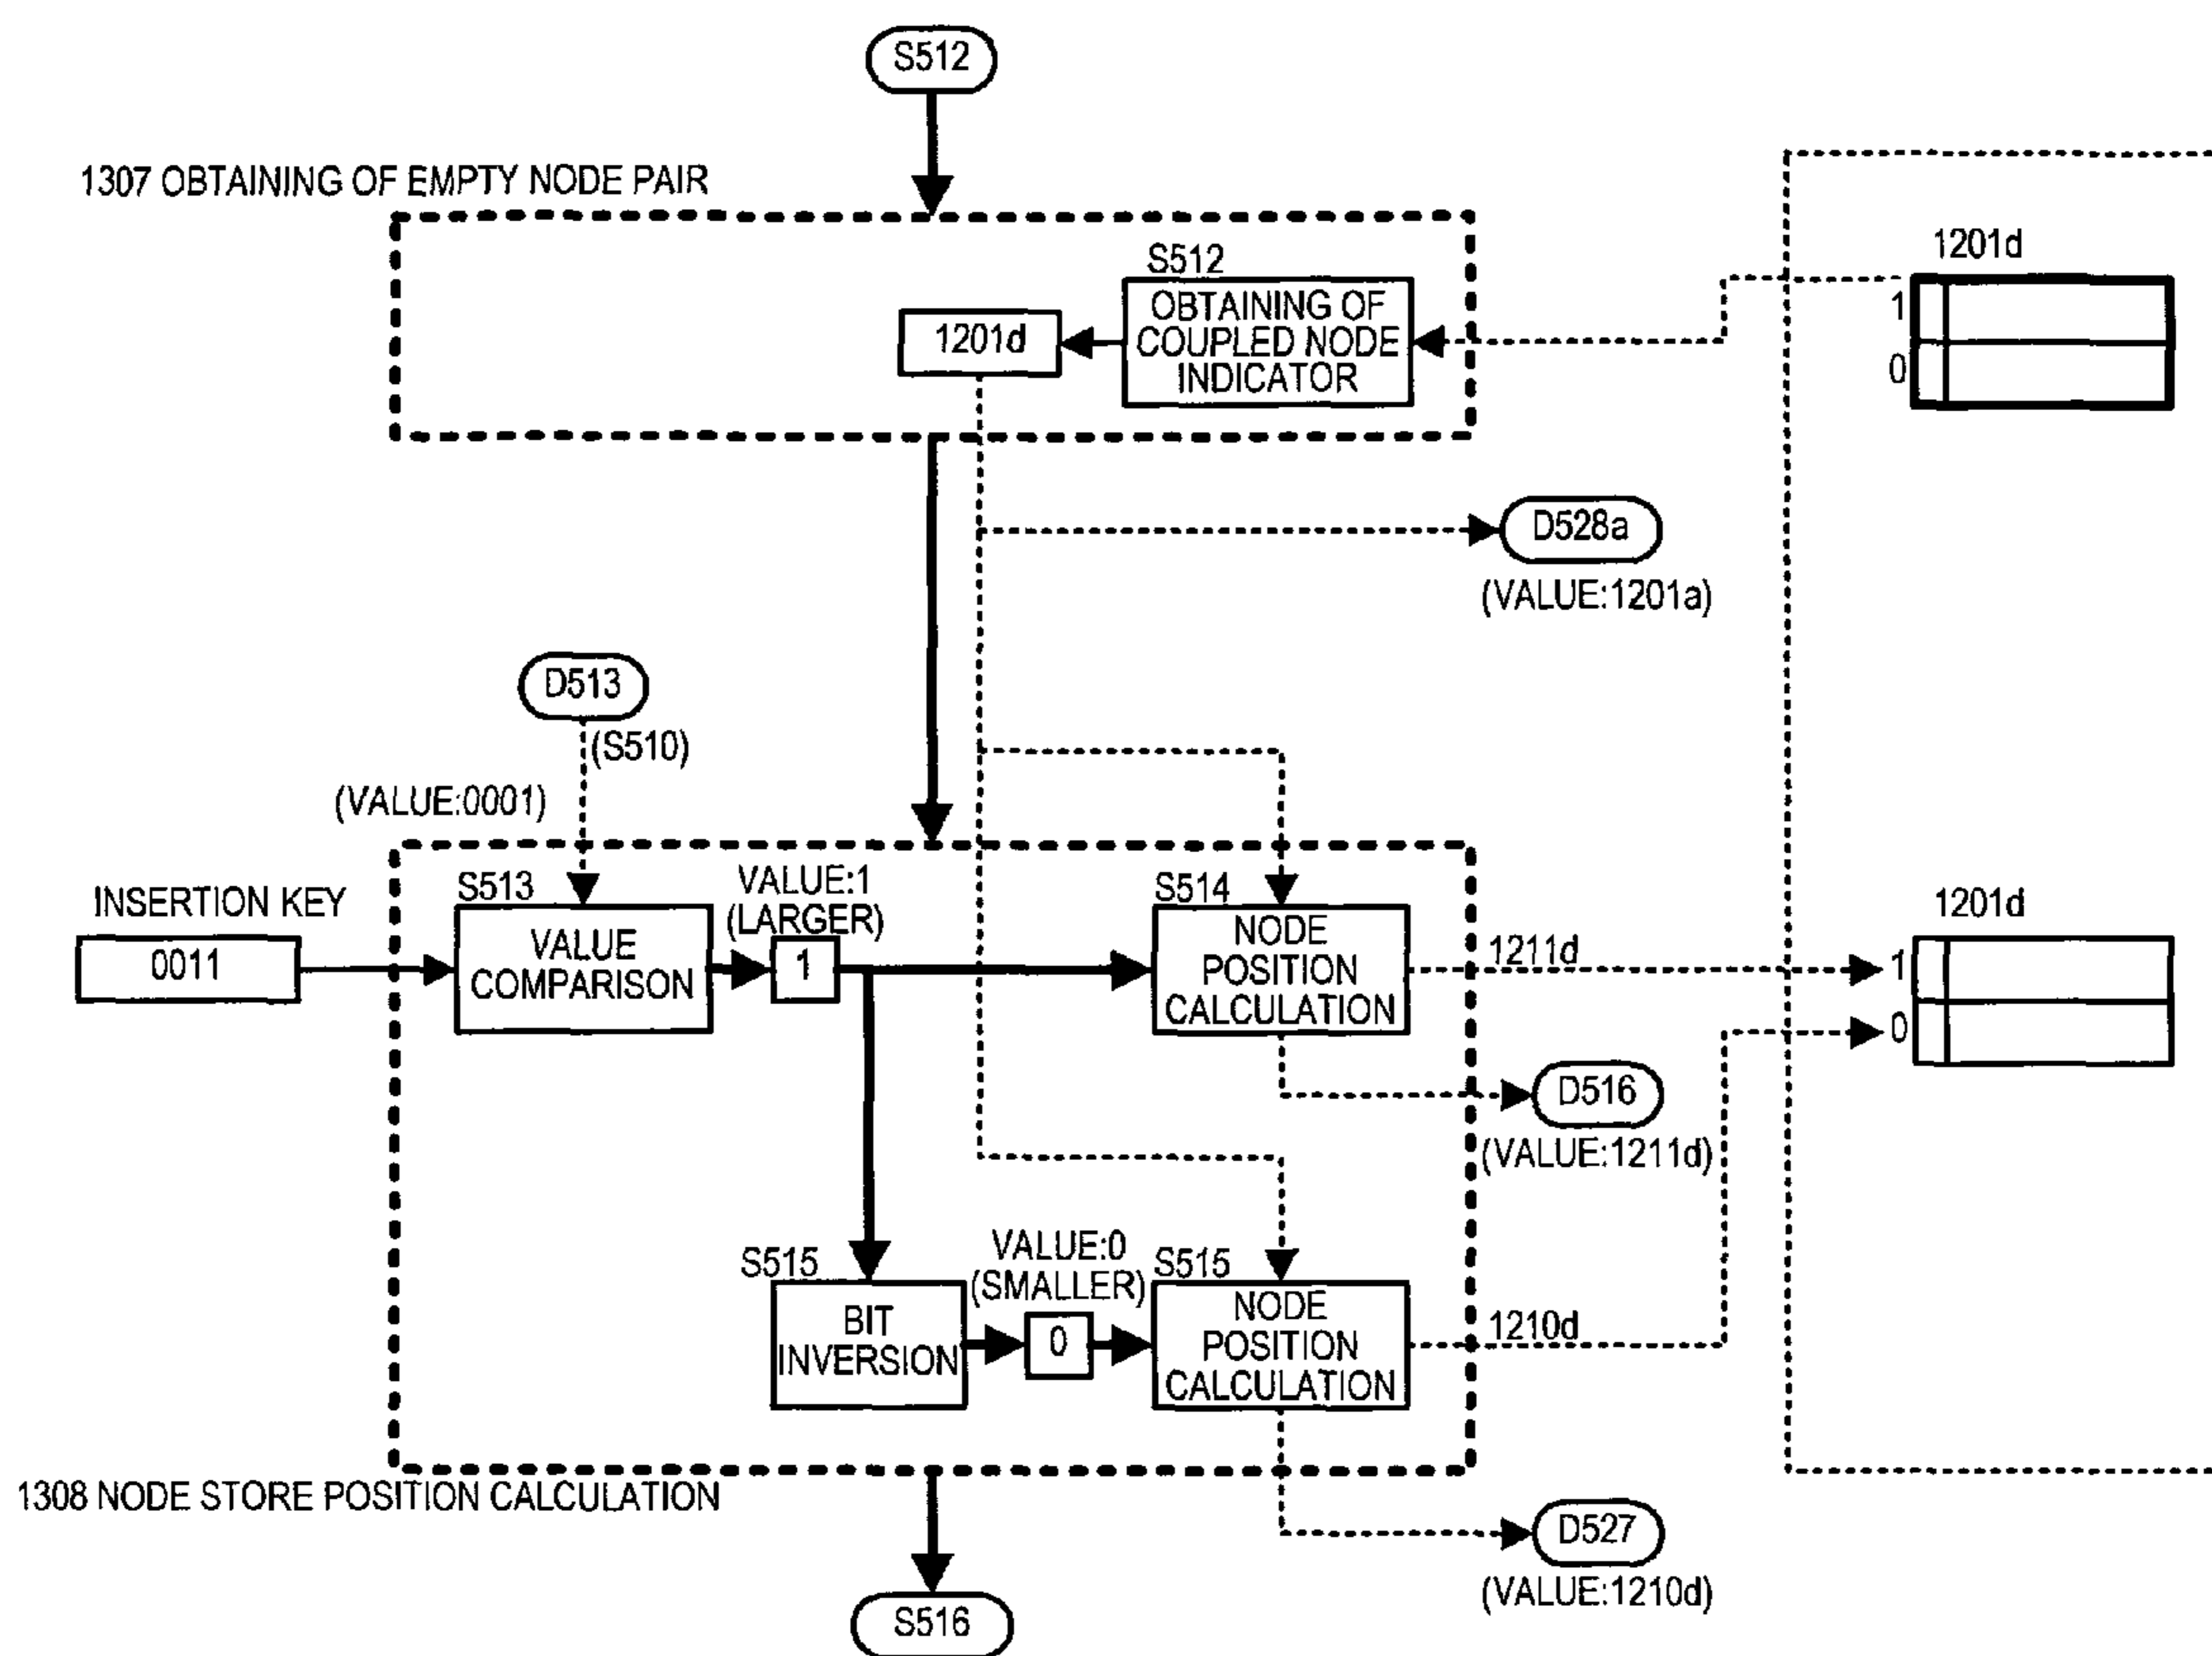 S512
1307 OBTAINING OF EMPTY NODE PAIR
S512
1201d
OBTAINING OF
COUPLED NODE
INDICATOR
1201d
1
0
D528a
(VALUE:1201a)
D513
(S510)
(VALUE:0001)
INSERTION KEY
0011
S513
VALUE
COMPARISON
VALUE:1
(LARGER)
1
S514
NODE
POSITION
CALCULATION
1211d
1201d
1
0
D516
(VALUE:1211d)
S515
BIT
INVERSION
VALUE:0
(SMALLER)
0
S515
NODE
POSITION
CALCULATION
1210d
1308 NODE STORE POSITION CALCULATION
D527
(VALUE:1210d)
S516